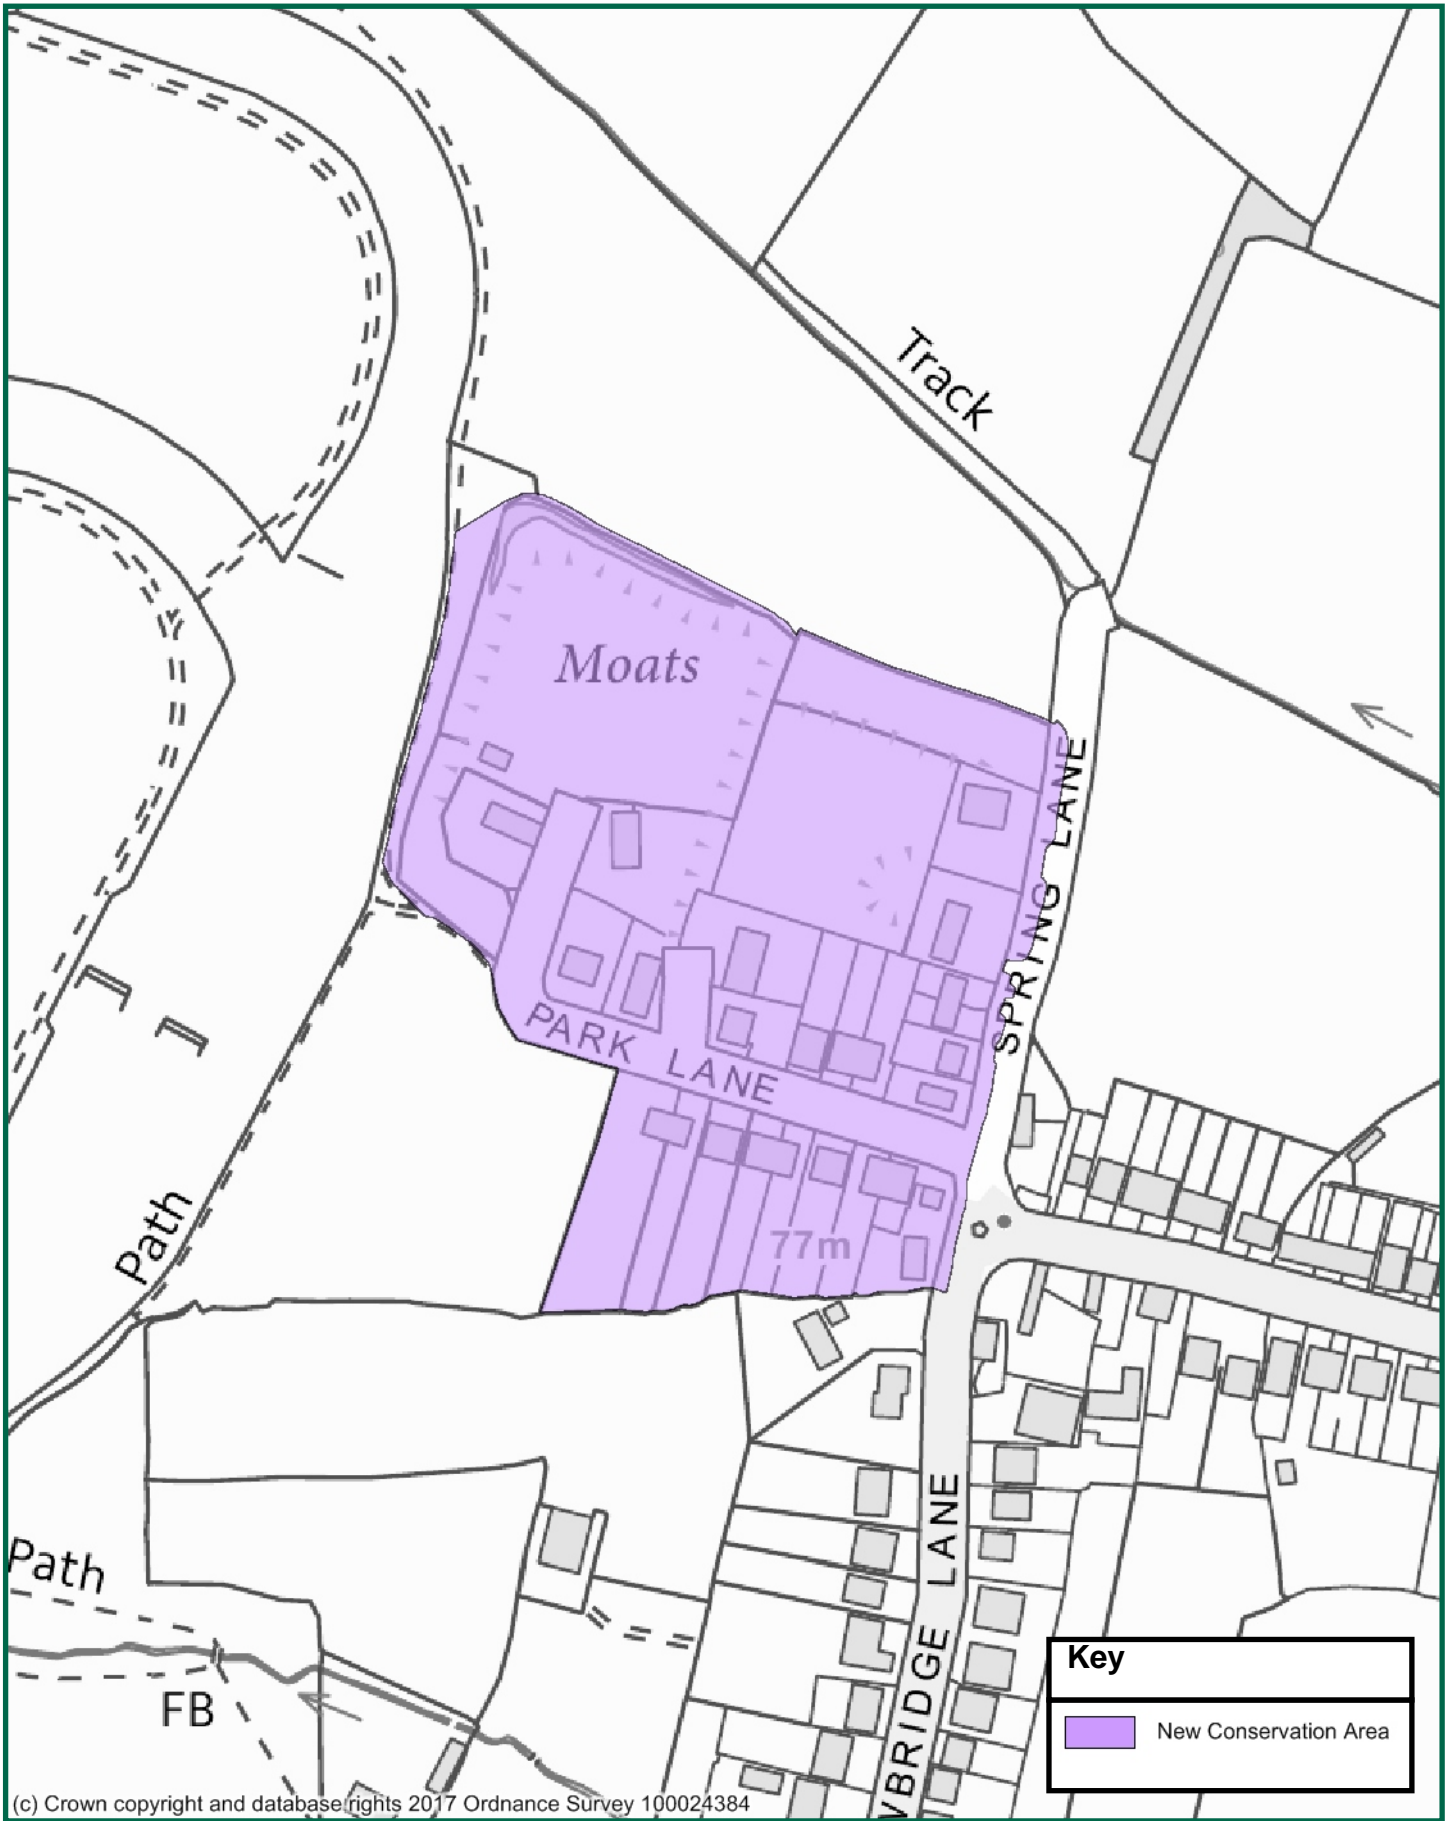 Track
Moats
SPRING LANE
PARK LANE
77m
Path
LANE
Path
FB
Key
New Conservation Area
(c) Crown copyright and database rights 2017 Ordnance Survey 100024384